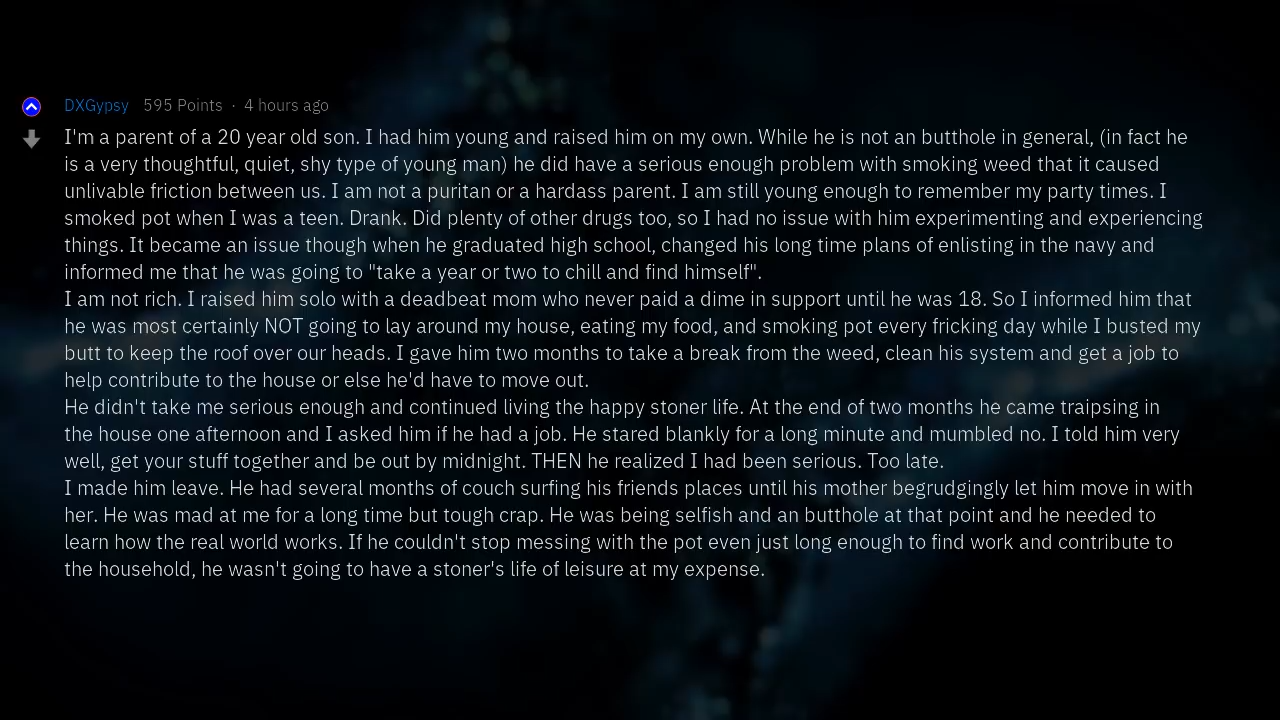 DXGypsy 595 Points · 4 hours ago
I'm a parent of a 20 year old son. I had him young and raised him on my own. While he is not an butthole in general, (in fact he
is a very thoughtful, quiet, shy type of young man) he did have a serious enough problem with smoking weed that it caused
unlivable friction between us. I am not a puritan or a hardass parent. I am still young enough to remember my party times. I
smoked pot when I was a teen. Drank. Did plenty of other drugs too, so I had no issue with him experimenting and experiencing
things. It became an issue though when he graduated high school, changed his long time plans of enlisting in the navy and
informed me that he was going to "take a year or two to chill and find himself".
I am not rich. I raised him solo with a deadbeat mom who never paid a dime in support until he was 18. So I informed him that
he was most certainly NOT going to lay around my house, eating my food, and smoking pot every fricking day while I busted my
butt to keep the roof over our heads. I gave him two months to take a break from the weed, clean his system and get a job to
help contribute to the house or else he'd have to move out.
He didn't take me serious enough and continued living the happy stoner life. At the end of two months he came traipsing in
the house one afternoon and I asked him if he had a job. He stared blankly for a long minute and mumbled no. I told him very
well, get your stuff together and be out by midnight. THEN he realized I had been serious. Too late.
I made him leave. He had several months of couch surfing his friends places until his mother begrudgingly let him move in with
her. He was mad at me for a long time but tough crap. He was being selfish and an butthole at that point and he needed to
learn how the real world works. If he couldn't stop messing with the pot even just long enough to find work and contribute to
the household, he wasn't going to have a stoner's life of leisure at my expense.